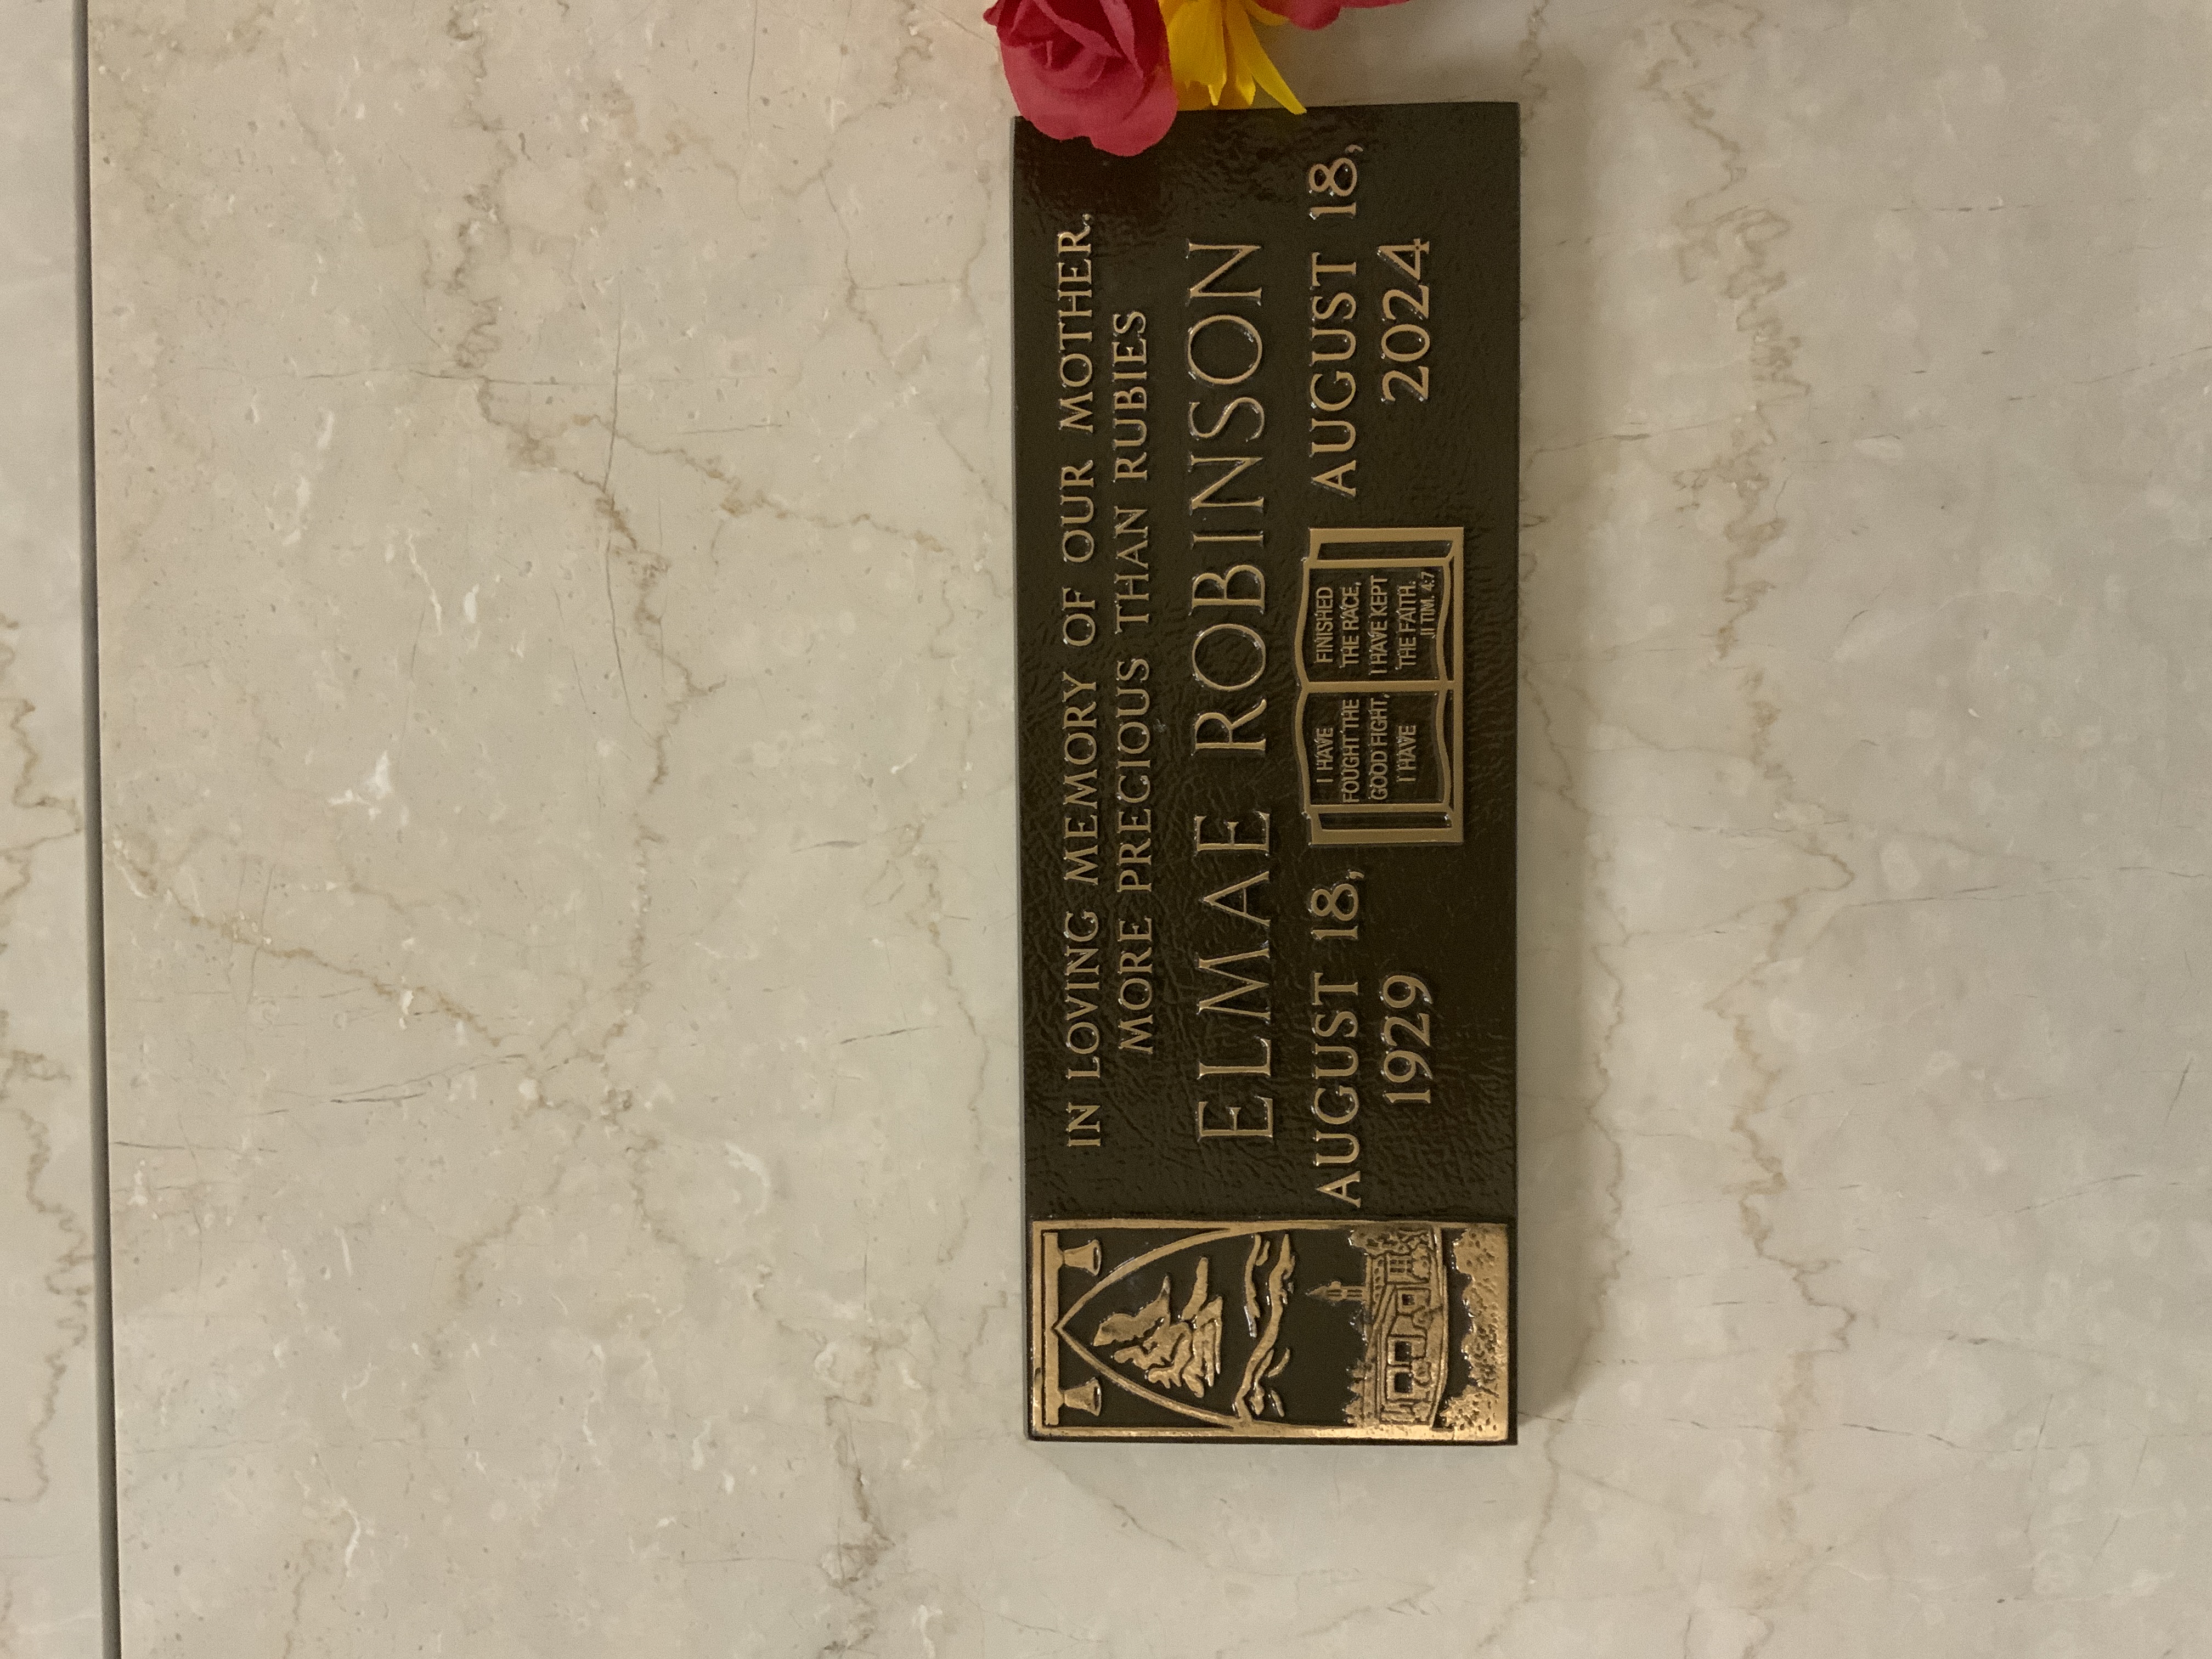 IN LOVING MEMORY OF OUR MOTHER.
MORE PRECIOUS THAN RUBIES
ELMAE ROBINSON
AUGUST 18,
1929
I HAVE
FOUGHT THE
GOOD FIGHT,
I HAVE
FINISHED
THE RACE,
I HAVE KEPT
THE FAITH.
II TIM. 4:7
AUGUST 18,
2024